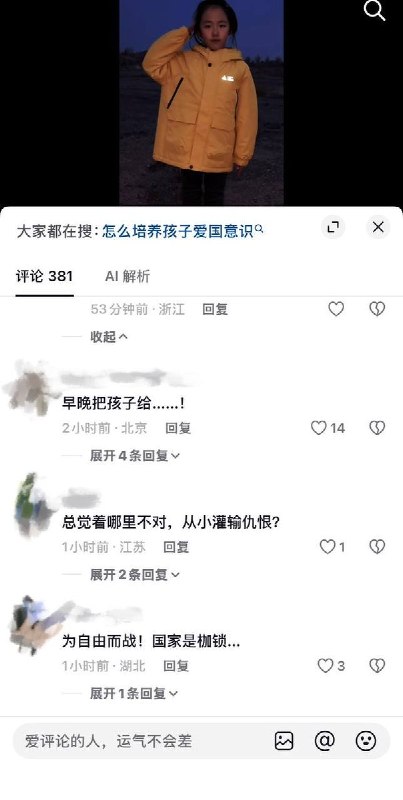 大家都在搜：怎么培养孩子爱国意识
评论 381 AI 解析
53分钟前 · 浙江 回复
收起
早晚把孩子给……！
2小时前 · 北京 回复 14
展开4条回复
总觉着哪里不对，从小灌输仇恨？
1小时前 · 江苏 回复 1
展开2条回复
为自由而战！国家是枷锁...
1小时前 · 湖北 回复 3
展开1条回复
爱评论的人，运气不会差